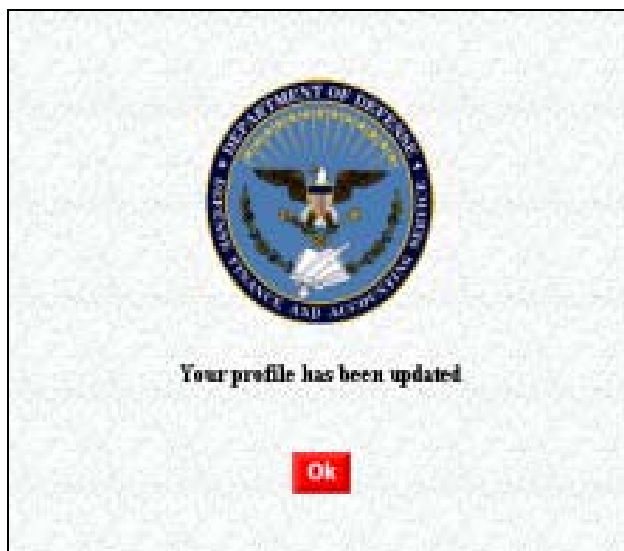 ★ DEPARTMENT OF DEFENSE ★
DEFENSE FINANCE AND ACCOUNTING SERVICE
Your profile has been updated
Ok